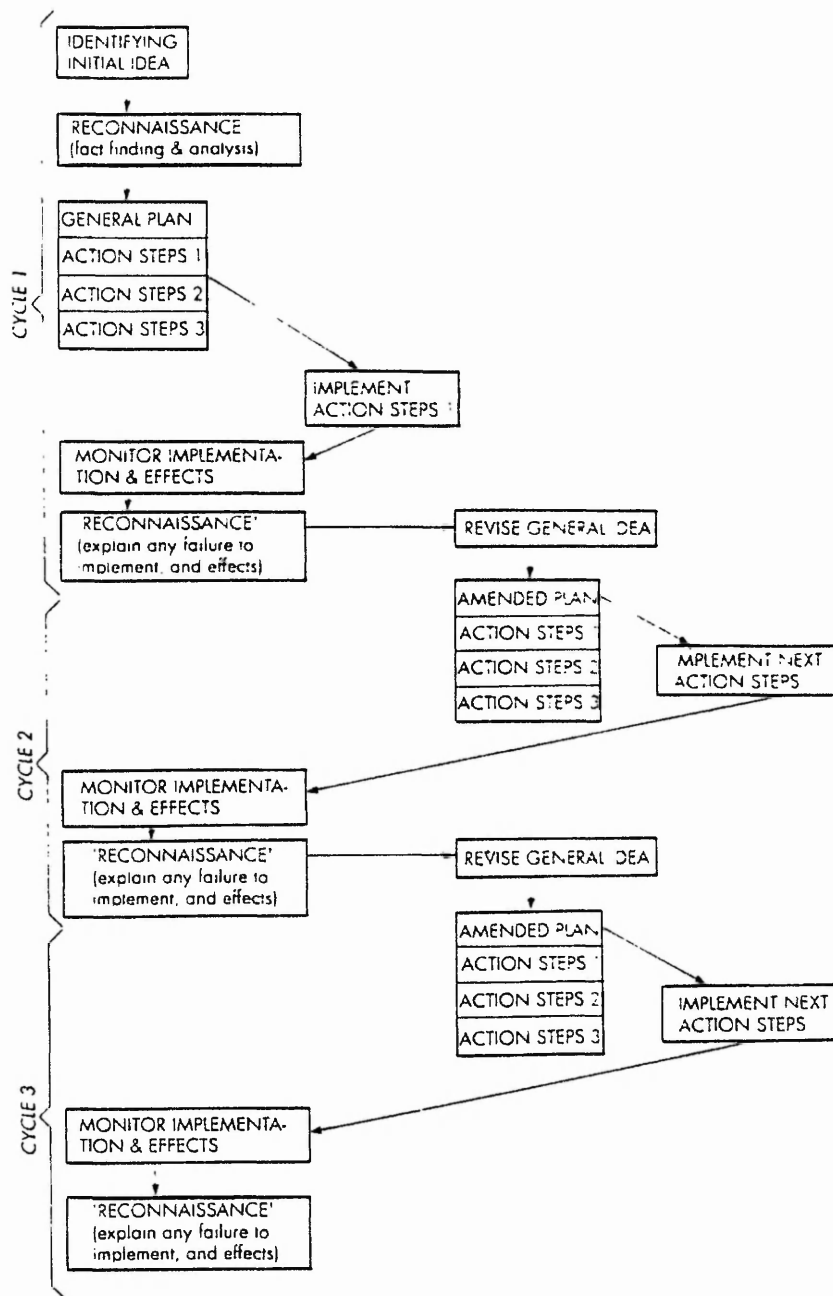 IDENTIFYING
INITIAL IDEA
RECONNAISSANCE
(fact finding & analysis)
GENERAL PLAN
ACTION STEPS 1
ACTION STEPS 2
ACTION STEPS 3
CYCLE 1
IMPLEMENT
ACTION STEPS 1
MONITOR IMPLEMENTA-
TION & EFFECTS
RECONNAISSANCE'
(explain any failure to
implement, and effects)
REVISE GENERAL IDEA
AMENDED PLAN
ACTION STEPS 1
ACTION STEPS 2
ACTION STEPS 3
IMPLEMENT NEXT
ACTION STEPS
CYCLE 2
MONITOR IMPLEMENTA-
TION & EFFECTS
'RECONNAISSANCE'
(explain any failure to
implement, and effects)
REVISE GENERAL IDEA
AMENDED PLAN
ACTION STEPS 1
ACTION STEPS 2
ACTION STEPS 3
IMPLEMENT NEXT
ACTION STEPS
CYCLE 3
MONITOR IMPLEMENTA-
TION & EFFECTS
'RECONNAISSANCE'
(explain any failure to
implement, and effects)